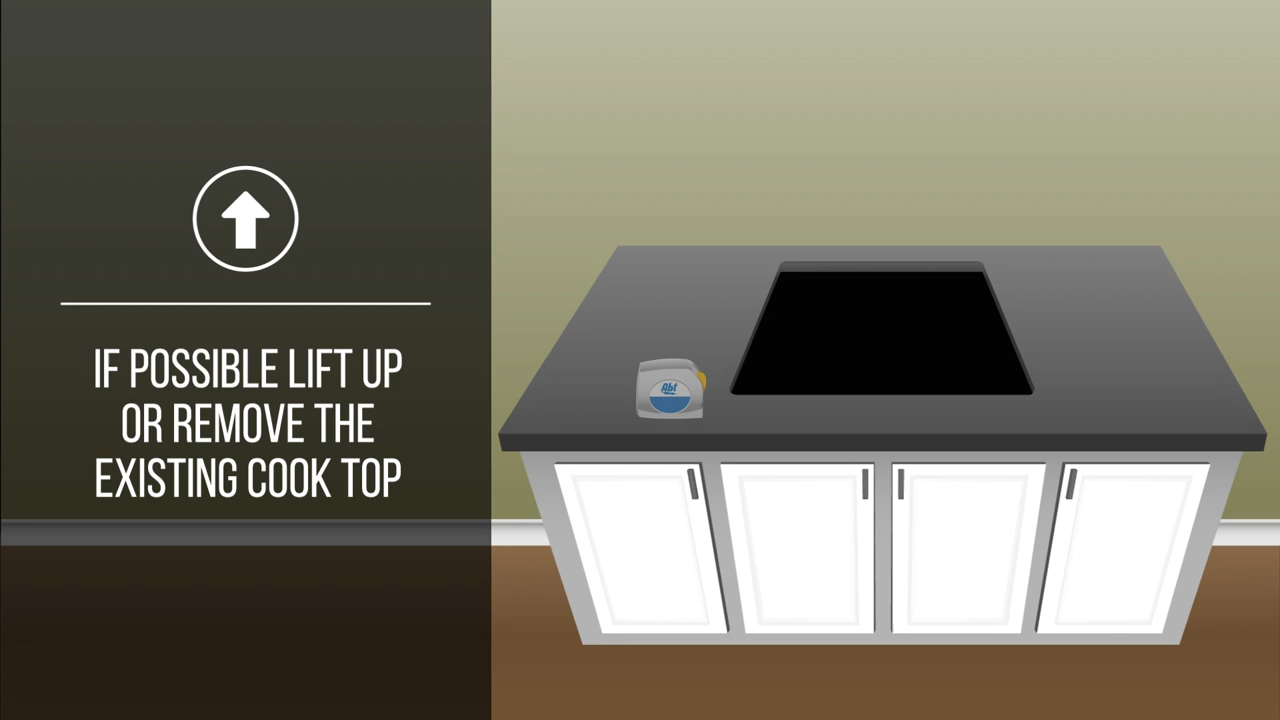 IF POSSIBLE LIFT UP
OR REMOVE THE
EXISTING COOK TOP
Abt